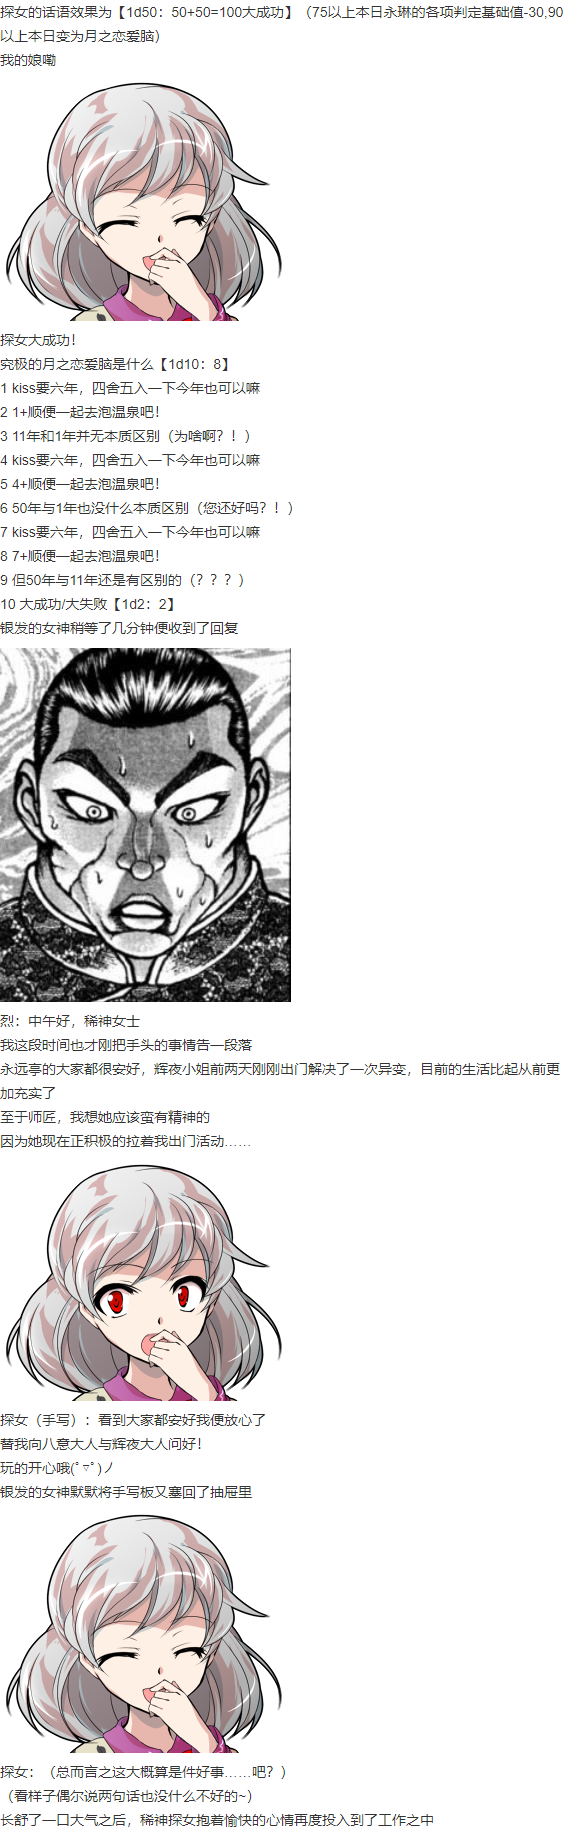 探女的话语效果为【1d50：50+50=100大成功】（75以上本日永琳的各项判定基础值-30,90
以上本日变为月之恋爱脑）
我的娘嘞
探女大成功！
究极的月之恋爱脑是什么【1d10：8】
1 kiss要六年，四舍五入一下今年也可以嘛
2 1+顺便一起去泡温泉吧！
3 11年和1年并无本质区别（为啥啊？！）
4 kiss要六年，四舍五入一下今年也可以嘛
5 4+顺便一起去泡温泉吧！
6 50年与1年也没什么本质区别（您还好吗？！）
7 kiss要六年，四舍五入一下今年也可以嘛
8 7+顺便一起去泡温泉吧！
9 但50年与11年还是有区别的（？？？）
10 大成功/大失败【1d2：2】
银发的女神稍等了几分钟便收到了回复
烈：中午好，稀神女士
我这段时间也才刚把手头的事情告一段落
永远亭的大家都很安好，辉夜小姐前两天刚刚出门解决了一次异变，目前的生活比起从前更
加充实了
至于师匠，我想她应该蛮有精神的
因为她现在正积极的拉着我出门活动……
探女（手写）：看到大家都安好我便放心了
替我向八意大人与辉夜大人问好！
玩的开心哦(ﾟ▽ﾟ)ノ
银发的女神默默将手写板又塞回了抽屉里
探女：（总而言之这大概算是件好事……吧？）
（看样子偶尔说两句话也没什么不好的~）
长舒了一口大气之后，稀神探女抱着愉快的心情再度投入到了工作之中